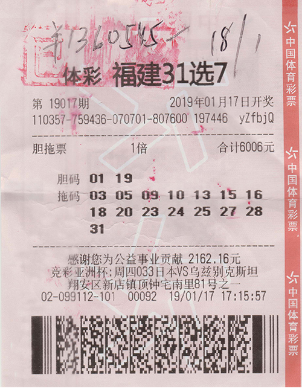 ¥1360545-
18/1
体彩 福建31选7
第 19017期 2019年01月17日开奖
110357-759436-070701-807600 197446 yZfbjQ
胆拖票 1倍 合计6006元
胆码 01 19
拖码 03 05 09 10 13 15 16
18 20 23 24 25 27 28
31
感谢您为公益事业贡献 2162.16元
竞彩亚洲杯:周四033日本VS乌兹别克斯坦
翔安区新店镇顶钟宅南里81号之一
02-099112-101 00092 19/01/17 17:15:57
中国体育彩票
中国体育彩票
中国体育彩票